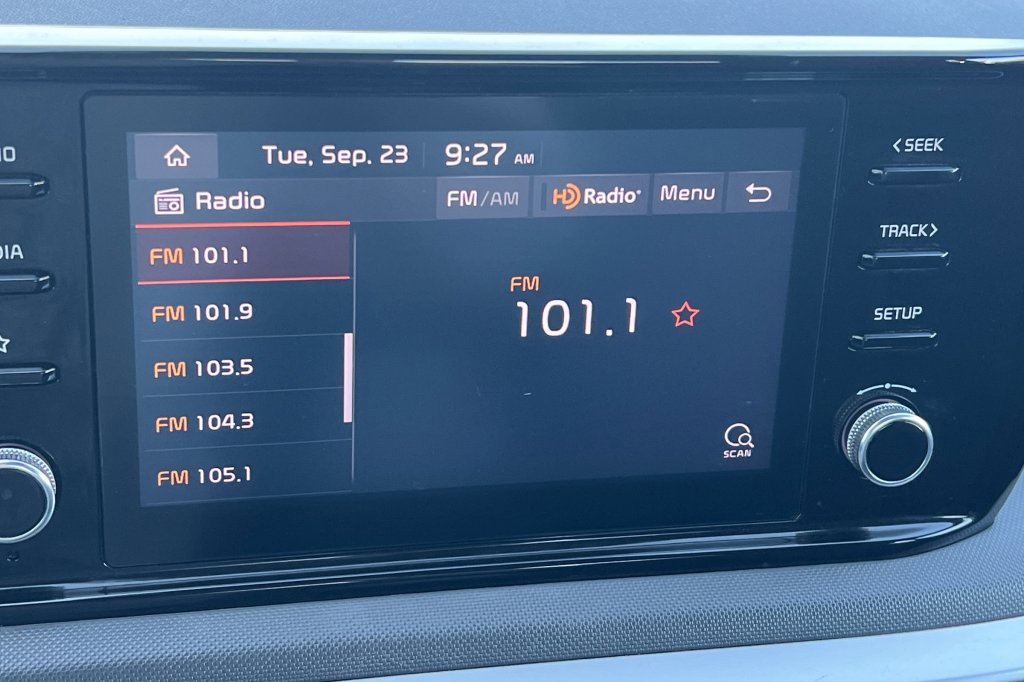 Tue, Sep. 23 9:27 AM
Radio FM/AM HD Radio® Menu
FM 101.1
FM 101.9
FM 103.5
FM 104.3
FM 105.1
FM
101.1
SCAN
<SEEK
TRACK>
SETUP